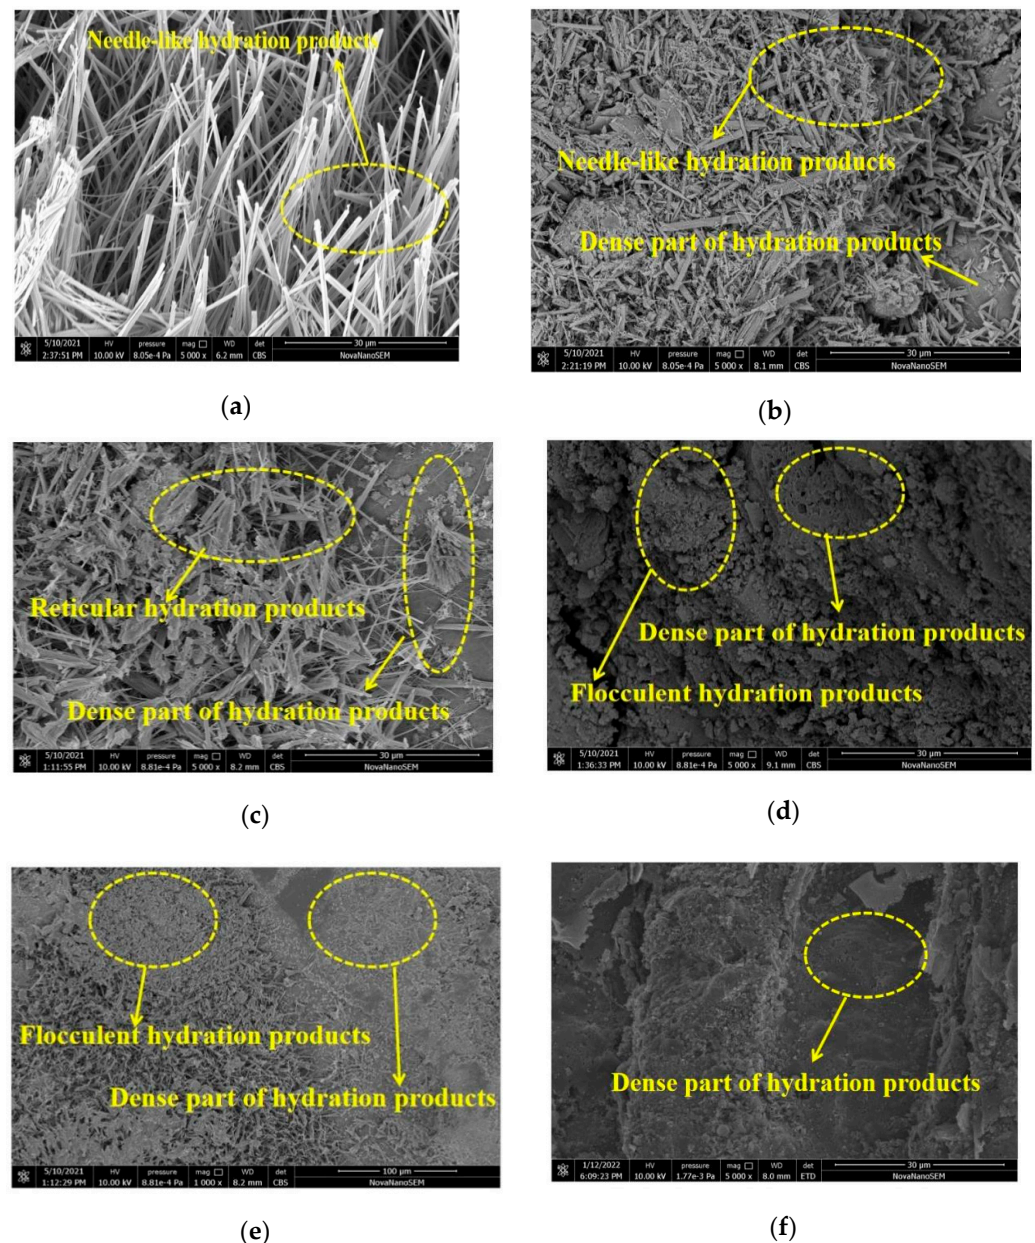 Needle-like hydration products
5/10/2021 HV pressure mag WD det 30 µm
2:37:51 PM 10.00 kV 8.05e-4 Pa 5 000 x 6.2 mm CBS NovaNanoSEM
(a)
Needle-like hydration products
Dense part of hydration products
5/10/2021 HV pressure mag WD det 30 µm
2:21:19 PM 10.00 kV 8.05e-4 Pa 5 000 x 8.1 mm CBS NovaNanoSEM
(b)
Reticular hydration products
Dense part of hydration products
5/10/2021 HV pressure mag WD det 30 µm
1:11:55 PM 10.00 kV 8.81e-4 Pa 5 000 x 8.2 mm CBS NovaNanoSEM
(c)
Dense part of hydration products
Flocculent hydration products
5/10/2021 HV pressure mag WD det 30 µm
1:36:33 PM 10.00 kV 8.81e-4 Pa 5 000 x 9.1 mm CBS NovaNanoSEM
(d)
Flocculent hydration products
Dense part of hydration products
5/10/2021 HV pressure mag WD det 100 µm
1:12:29 PM 10.00 kV 8.81e-4 Pa 1 000 x 8.2 mm CBS NovaNanoSEM
(e)
Dense part of hydration products
1/12/2022 HV pressure mag WD det 30 µm
6:09:23 PM 10.00 kV 1.77e-3 Pa 5 000 x 8.0 mm ETD NovaNanoSEM
(f)